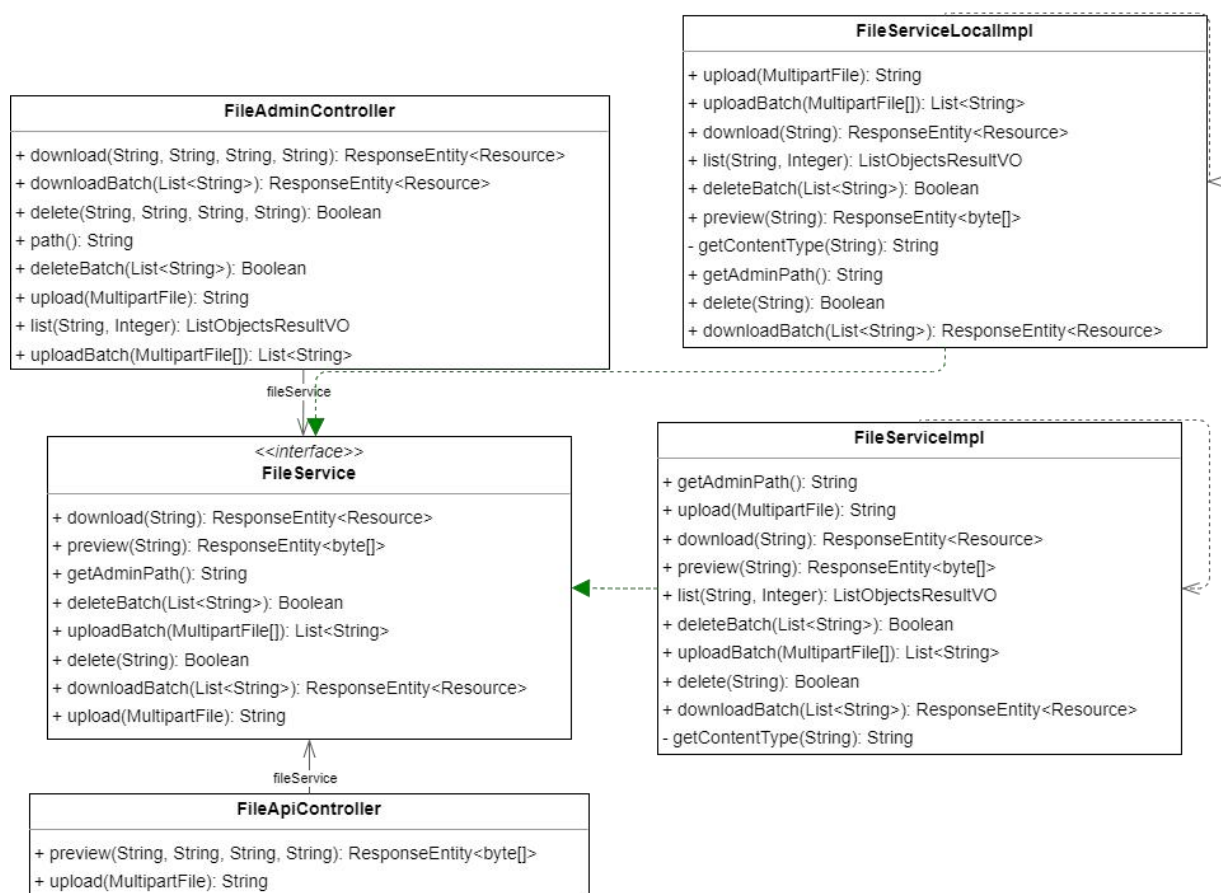 FileServiceLocalImpl
+ upload(MultipartFile): String
+ uploadBatch(MultipartFile[]): List<String>
+ download(String): ResponseEntity<Resource>
+ list(String, Integer): ListObjectsResultVO
+ deleteBatch(List<String>): Boolean
+ preview(String): ResponseEntity<byte[]>
- getContentType(String): String
+ getAdminPath(): String
+ delete(String): Boolean
+ downloadBatch(List<String>): ResponseEntity<Resource>
FileAdminController
+ download(String, String, String, String): ResponseEntity<Resource>
+ downloadBatch(List<String>): ResponseEntity<Resource>
+ delete(String, String, String, String): Boolean
+ path(): String
+ deleteBatch(List<String>): Boolean
+ upload(MultipartFile): String
+ list(String, Integer): ListObjectsResultVO
+ uploadBatch(MultipartFile[]): List<String>
fileService
<<interface>>
FileService
+ download(String): ResponseEntity<Resource>
+ preview(String): ResponseEntity<byte[]>
+ getAdminPath(): String
+ deleteBatch(List<String>): Boolean
+ uploadBatch(MultipartFile[]): List<String>
+ delete(String): Boolean
+ downloadBatch(List<String>): ResponseEntity<Resource>
+ upload(MultipartFile): String
FileServiceImpl
+ getAdminPath(): String
+ upload(MultipartFile): String
+ download(String): ResponseEntity<Resource>
+ preview(String): ResponseEntity<byte[]>
+ list(String, Integer): ListObjectsResultVO
+ deleteBatch(List<String>): Boolean
+ uploadBatch(MultipartFile[]): List<String>
+ delete(String): Boolean
+ downloadBatch(List<String>): ResponseEntity<Resource>
- getContentType(String): String
fileService
FileApiController
+ preview(String, String, String, String): ResponseEntity<byte[]>
+ upload(MultipartFile): String